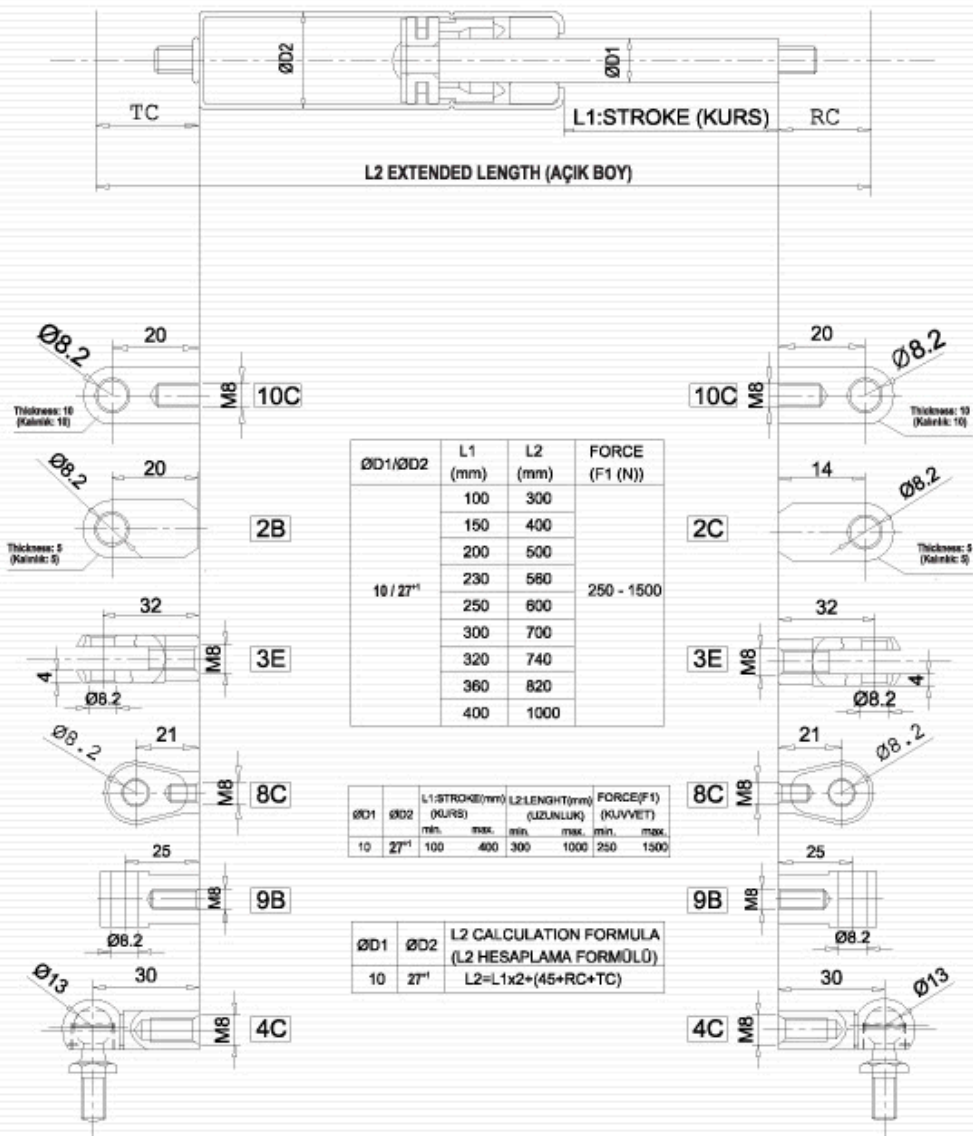 ØD2
ØD1
TC
L1:STROKE (KURS)
RC
L2 EXTENDED LENGTH (AÇIK BOY)
Ø8.2
20
M8
10C
Thickness: 10
(Kalınlık: 10)
10C
M8
20
Ø8.2
Thickness: 10
(Kalınlık: 10)
Ø8.2
20
2B
Thickness: 5
(Kalınlık: 5)
2C
14
Ø8.2
Thickness: 5
(Kalınlık: 5)
ØD1/ØD2 L1 (mm) L2 (mm) FORCE (F1 (N))
10 / 27⁺¹ 250 - 1500
100 300
150 400
200 500
230 560
250 600
300 700
320 740
360 820
400 1000
32
M8
3E
4
Ø8.2
3E
M8
32
4
Ø8.2
Ø8.2
21
M8
8C
8C
M8
21
Ø8.2
ØD1 ØD2 L1:STROKE(mm) (KURS) L2:LENGHT(mm) (UZUNLUK) FORCE(F1) (KUVVET)
min. max. min. max. min. max.
10 27⁺¹ 100 400 300 1000 250 1500
25
9B
Ø8.2
M8
9B
M8
25
Ø8.2
ØD1 ØD2 L2 CALCULATION FORMULA
(L2 HESAPLAMA FORMÜLÜ)
10 27⁺¹ L2=L1x2+(45+RC+TC)
Ø13
30
M8
4C
4C
M8
30
Ø13